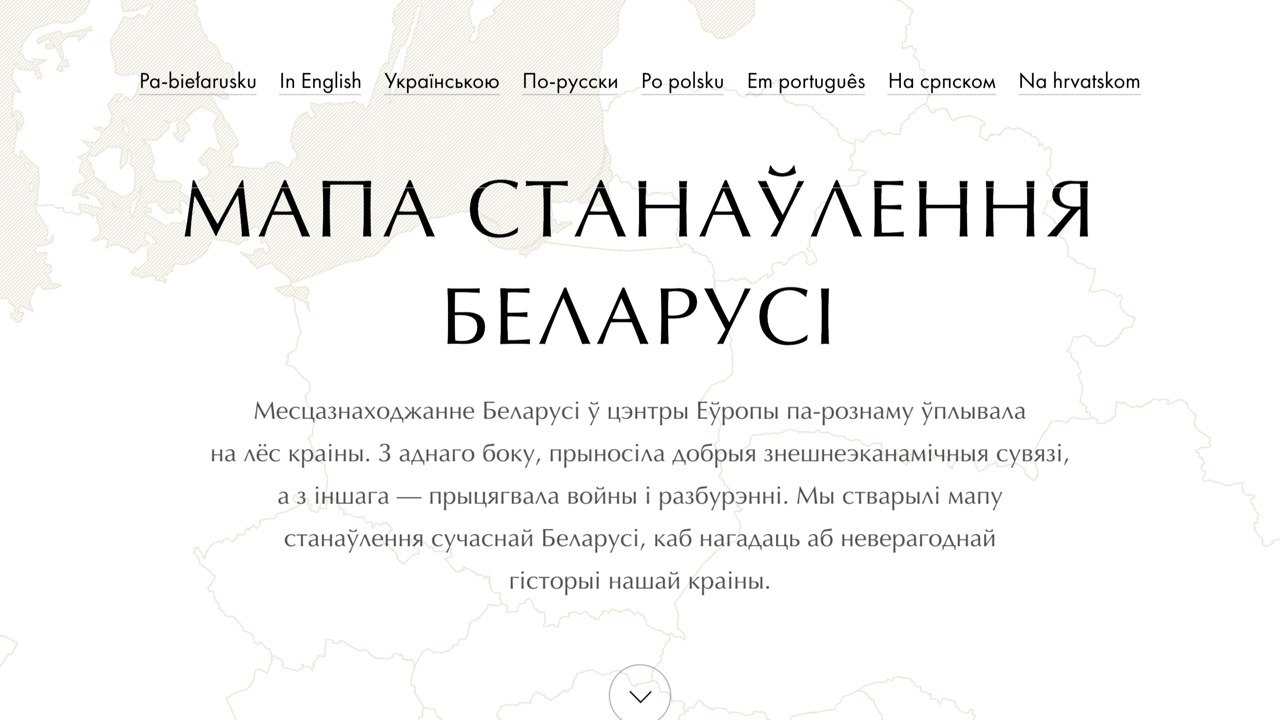 Pa-biełarusku In English Українською По-русски Po polsku Em português На српском Na hrvatskom
МАПА СТАНАЎЛЕННЯ
БЕЛАРУСІ
Месцазнаходжанне Беларусі ў цэнтры Еўропы па-рознаму ўплывала
на лёс краіны. З аднаго боку, прыносіла добрыя знешнеэканамічныя сувязі,
а з іншага — прыцягвала войны і разбурэнні. Мы стварылі мапу
станаўлення сучаснай Беларусі, каб нагадаць аб неверагоднай
гісторыі нашай краіны.